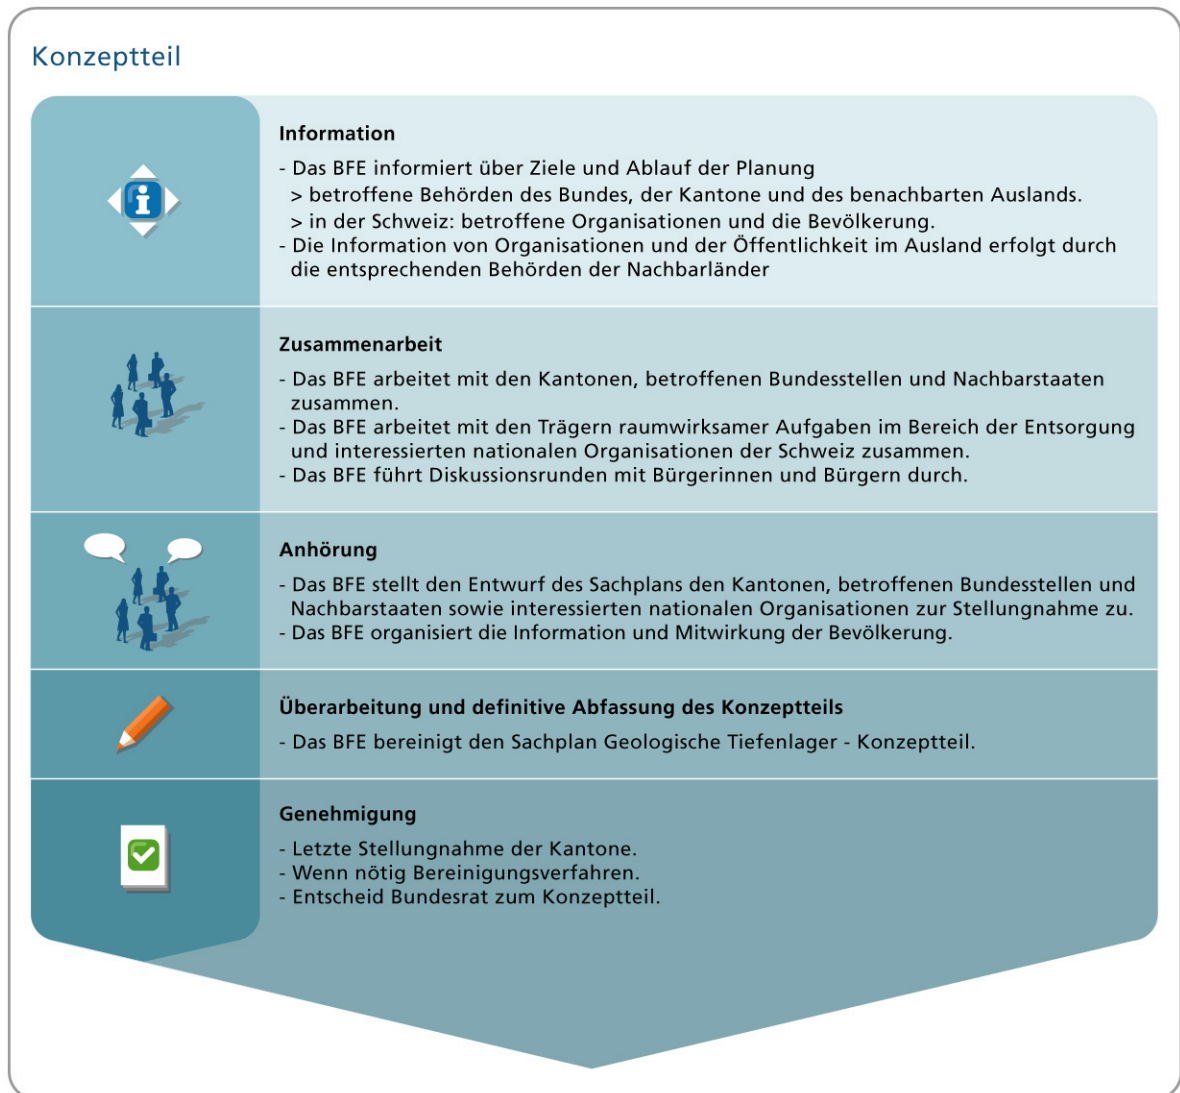 Konzeptteil
Information
- Das BFE informiert über Ziele und Ablauf der Planung
> betroffene Behörden des Bundes, der Kantone und des benachbarten Auslands.
> in der Schweiz: betroffene Organisationen und die Bevölkerung.
- Die Information von Organisationen und der Öffentlichkeit im Ausland erfolgt durch
die entsprechenden Behörden der Nachbarländer
Zusammenarbeit
- Das BFE arbeitet mit den Kantonen, betroffenen Bundesstellen und Nachbarstaaten
zusammen.
- Das BFE arbeitet mit den Trägern raumwirksamer Aufgaben im Bereich der Entsorgung
und interessierten nationalen Organisationen der Schweiz zusammen.
- Das BFE führt Diskussionsrunden mit Bürgerinnen und Bürgern durch.
Anhörung
- Das BFE stellt den Entwurf des Sachplans den Kantonen, betroffenen Bundesstellen und
Nachbarstaaten sowie interessierten nationalen Organisationen zur Stellungnahme zu.
- Das BFE organisiert die Information und Mitwirkung der Bevölkerung.
Überarbeitung und definitive Abfassung des Konzeptteils
- Das BFE bereinigt den Sachplan Geologische Tiefenlager - Konzeptteil.
Genehmigung
- Letzte Stellungnahme der Kantone.
- Wenn nötig Bereinigungsverfahren.
- Entscheid Bundesrat zum Konzeptteil.